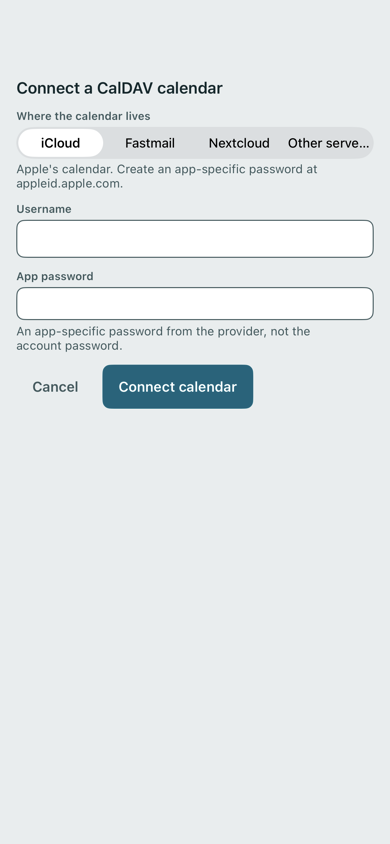 Connect a CalDAV calendar
Where the calendar lives
iCloud
Fastmail
Nextcloud
Other serve...
Apple's calendar. Create an app-specific password at
appleid.apple.com.
Username
App password
An app-specific password from the provider, not the
account password.
Cancel
Connect calendar